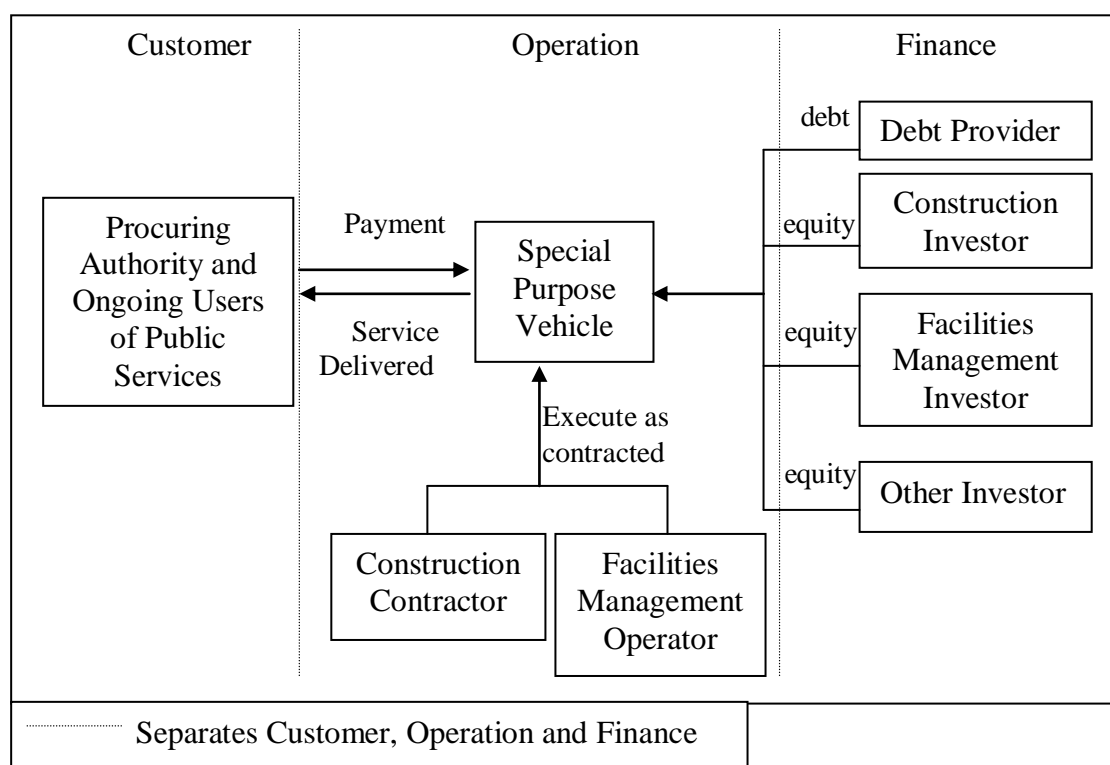 Customer
Operation
Finance
debt
Debt Provider
Procuring
Authority and
Ongoing Users
of Public
Services
Payment
Service
Delivered
Special
Purpose
Vehicle
equity
Construction
Investor
equity
Facilities
Management
Investor
equity
Other Investor
Execute as
contracted
Construction
Contractor
Facilities
Management
Operator
Separates Customer, Operation and Finance